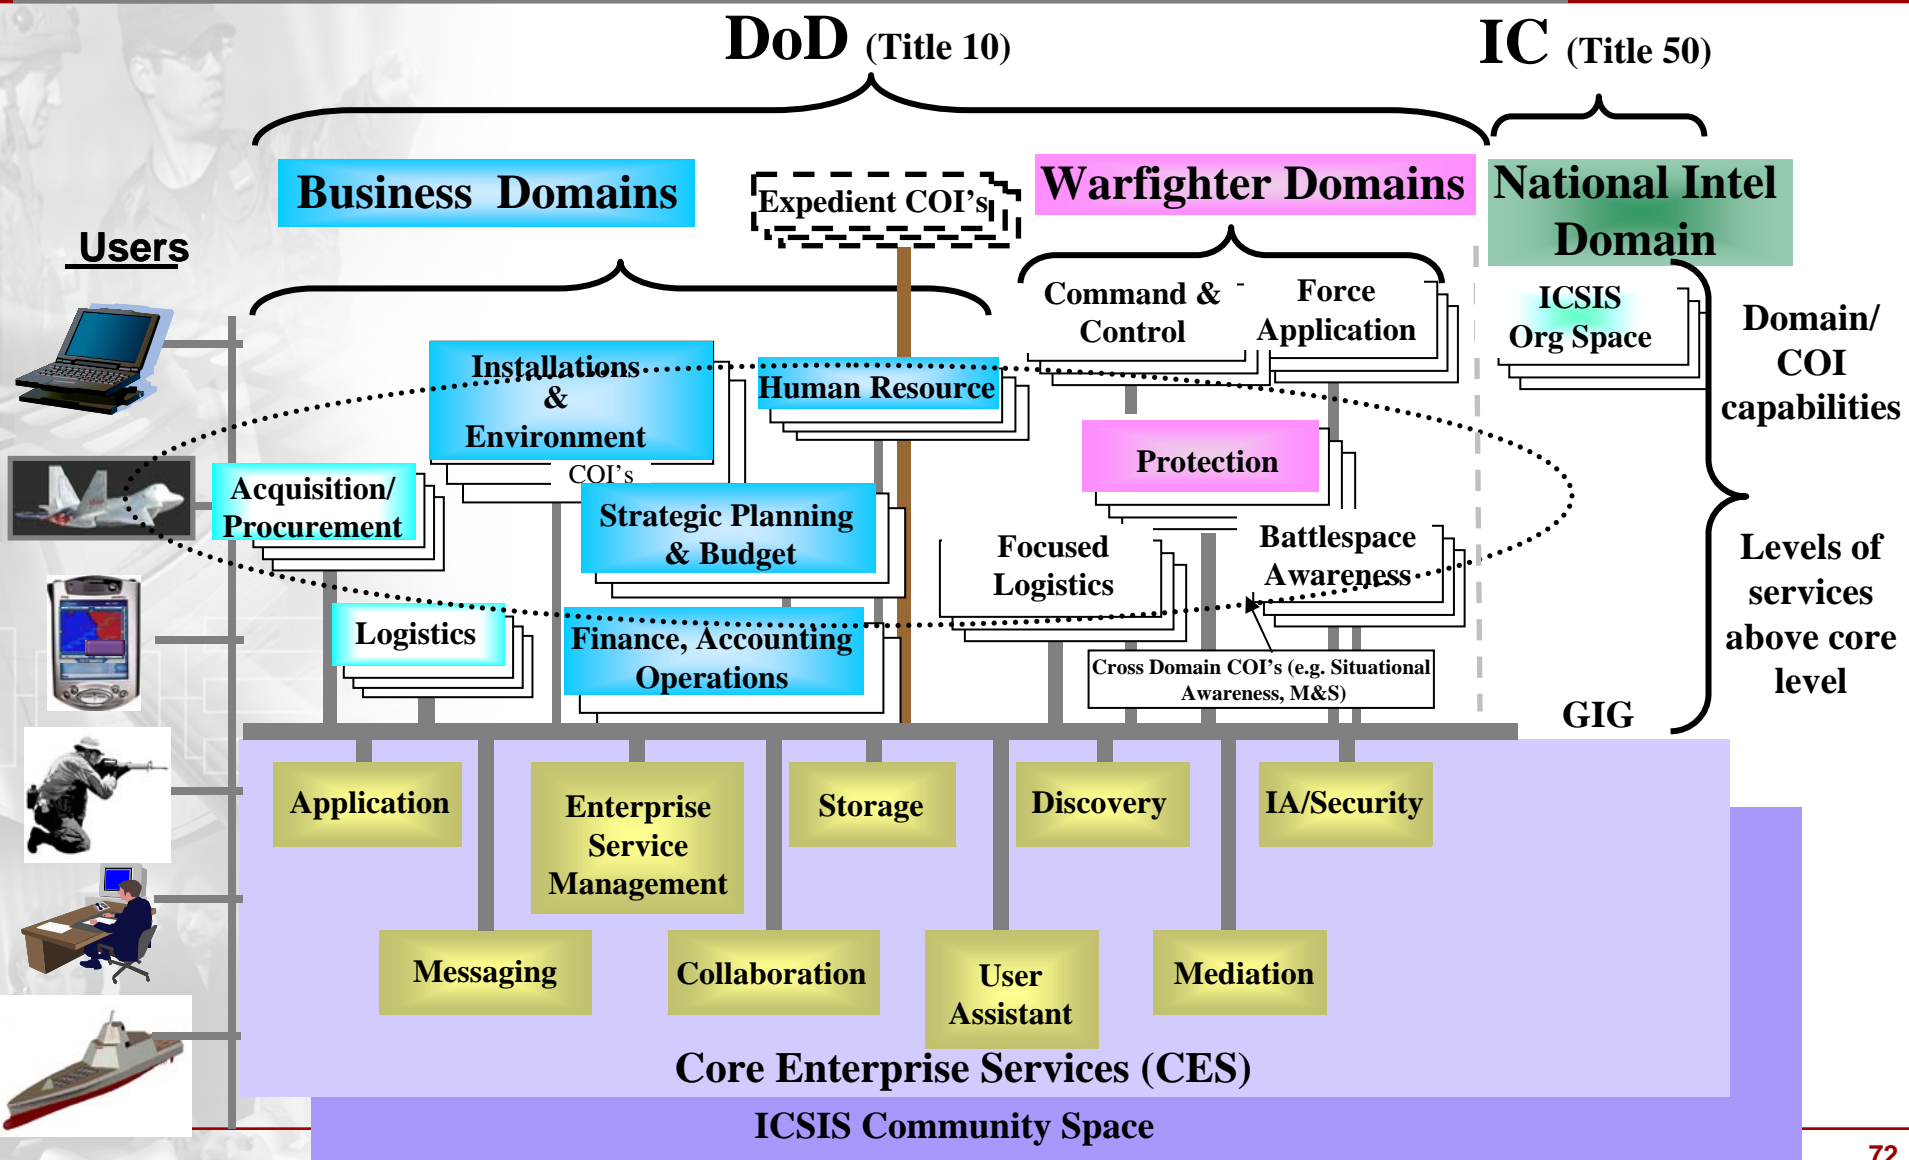 DoD (Title 10)
IC (Title 50)
Business Domains
Expedient COI's
Warfighter Domains
National Intel
Domain
Users
Command &
Control
Force
Application
ICSIS
Org Space
Domain/
COI
capabilities
Installations
&
Environment
COI's
Human Resource
Protection
Acquisition/
Procurement
Strategic Planning
& Budget
Focused
Logistics
Battlespace
Awareness
Levels of
services
above core
level
Logistics
Finance, Accounting
Operations
Cross Domain COI's (e.g. Situational
Awareness, M&S)
GIG
Application
Enterprise
Service
Management
Storage
Discovery
IA/Security
Messaging
Collaboration
User
Assistant
Mediation
Core Enterprise Services (CES)
ICSIS Community Space
72